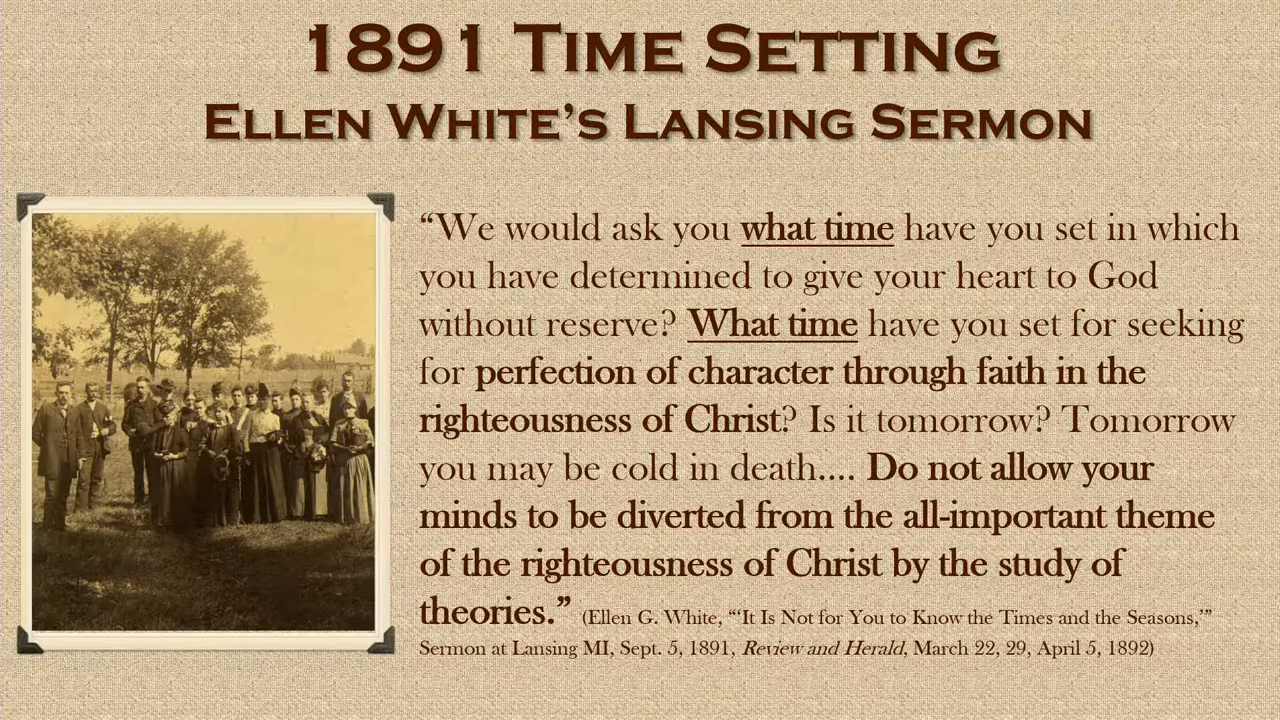 1891 TIME SETTING
ELLEN WHITE’S LANSING SERMON
“We would ask you what time have you set in which
you have determined to give your heart to God
without reserve? What time have you set for seeking
for perfection of character through faith in the
righteousness of Christ? Is it tomorrow? Tomorrow
you may be cold in death.... Do not allow your
minds to be diverted from the all-important theme
of the righteousness of Christ by the study of
theories.” (Ellen G. White, “‘It Is Not for You to Know the Times and the Seasons,’”
Sermon at Lansing MI, Sept. 5, 1891, Review and Herald, March 22, 29, April 5, 1892)